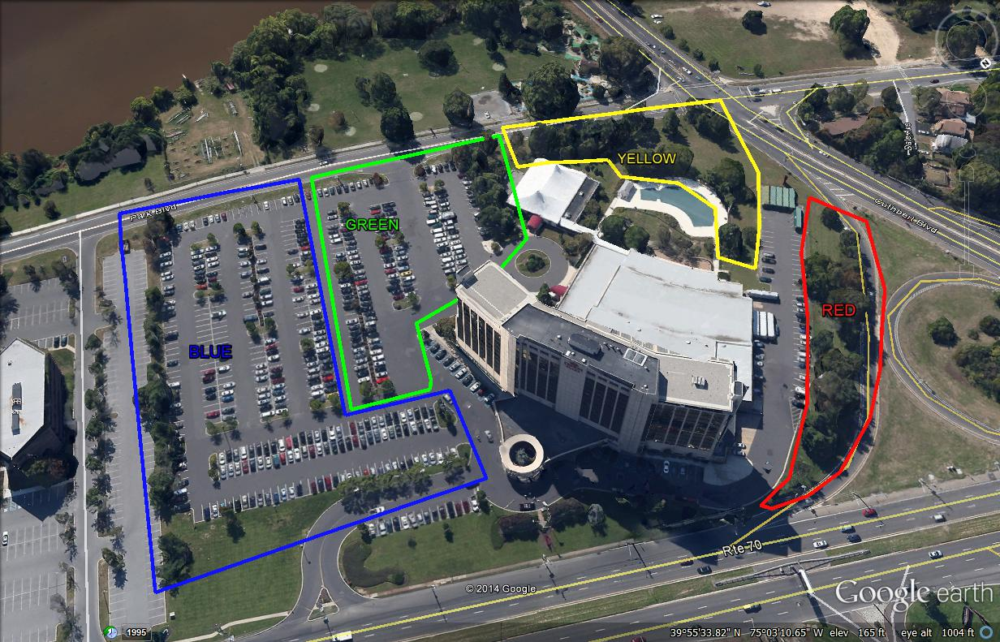 YELLOW
Park Blvd
Cuthbert Blvd
GREEN
RED
BLUE
Rte 70
© 2014 Google
Google earth
1995
39°55'33.82" N 75°03'10.65" W elev 165 ft eye alt 1004 ft